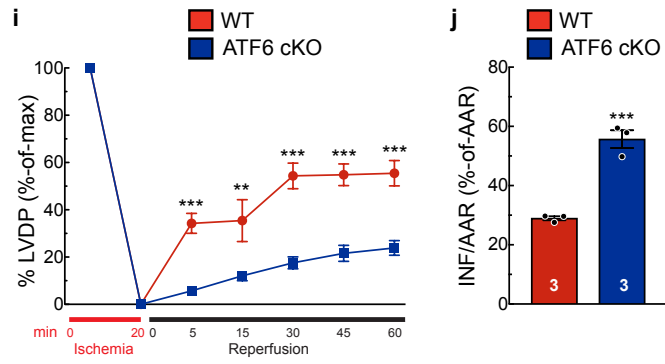 i
WT
ATF6 cKO
% LVDP (%-of-max)
100
80
60
40
20
0
***
**
***
***
***
min 0 20 0 5 15 30 45 60
Ischemia Reperfusion
j
WT
ATF6 cKO
INF/AAR (%-of-AAR)
80
60
40
20
0
***
3 3